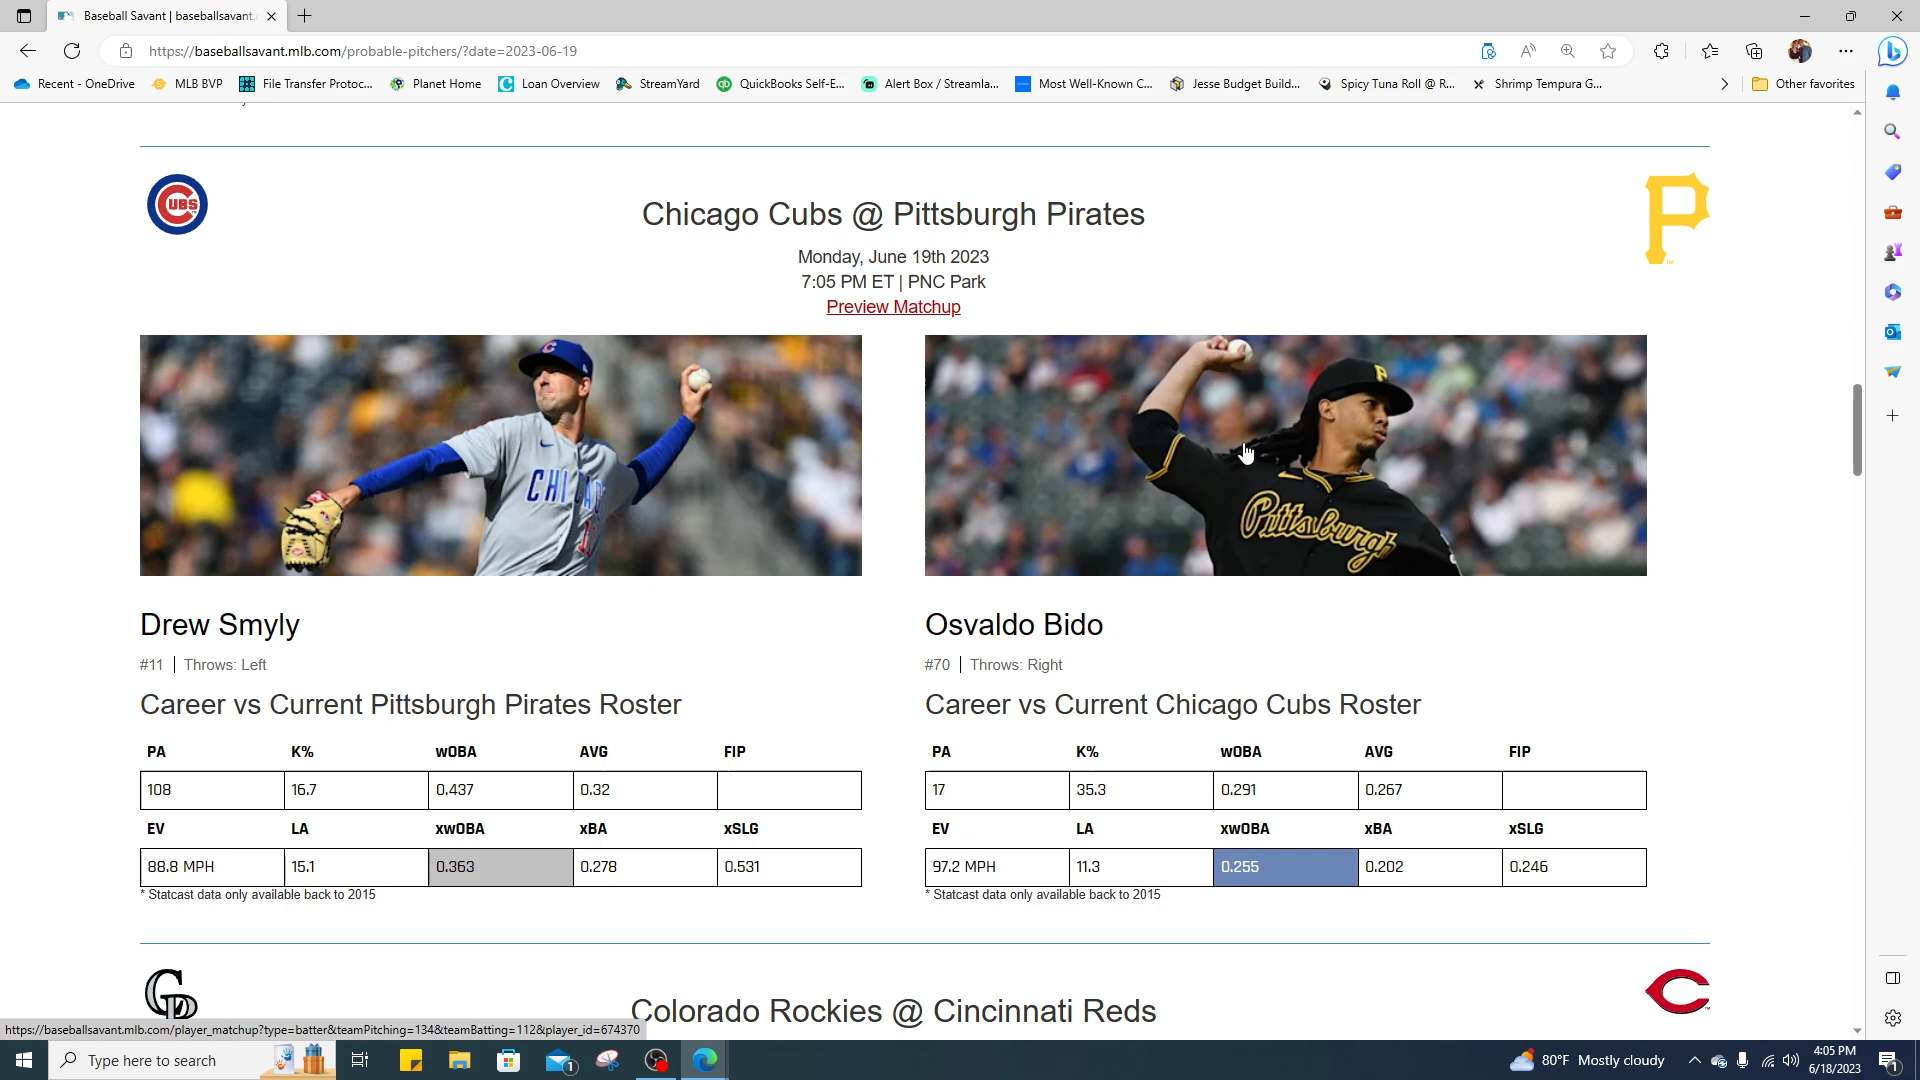 Baseball Savant | baseballsavant.
https://baseballsavant.mlb.com/probable-pitchers/?date=2023-06-19
Recent - OneDrive
MLB BVP
File Transfer Protoc...
Planet Home
Loan Overview
StreamYard
QuickBooks Self-E...
Alert Box / Streamla...
Most Well-Known C...
Jesse Budget Build...
Spicy Tuna Roll @ R...
Shrimp Tempura G...
Other favorites
CUBS
Chicago Cubs @ Pittsburgh Pirates
P
Monday, June 19th 2023
7:05 PM ET | PNC Park
Preview Matchup
Pittsburgh
Drew Smyly
Osvaldo Bido
#11 | Throws: Left
#70 | Throws: Right
Career vs Current Pittsburgh Pirates Roster
Career vs Current Chicago Cubs Roster
PA K% wOBA AVG FIP
PA K% wOBA AVG FIP
108 16.7 0.437 0.32
17 35.3 0.291 0.267
EV LA xwOBA xBA xSLG
EV LA xwOBA xBA xSLG
88.8 MPH 15.1 0.363 0.278 0.531
97.2 MPH 11.3 0.255 0.202 0.246
* Statcast data only available back to 2015
* Statcast data only available back to 2015
Colorado Rockies @ Cincinnati Reds
https://baseballsavant.mlb.com/player_matchup?type=batter&teamPitching=134&teamBatting=112&player_id=674370
Type here to search
80°F Mostly cloudy
4:05 PM
6/18/2023